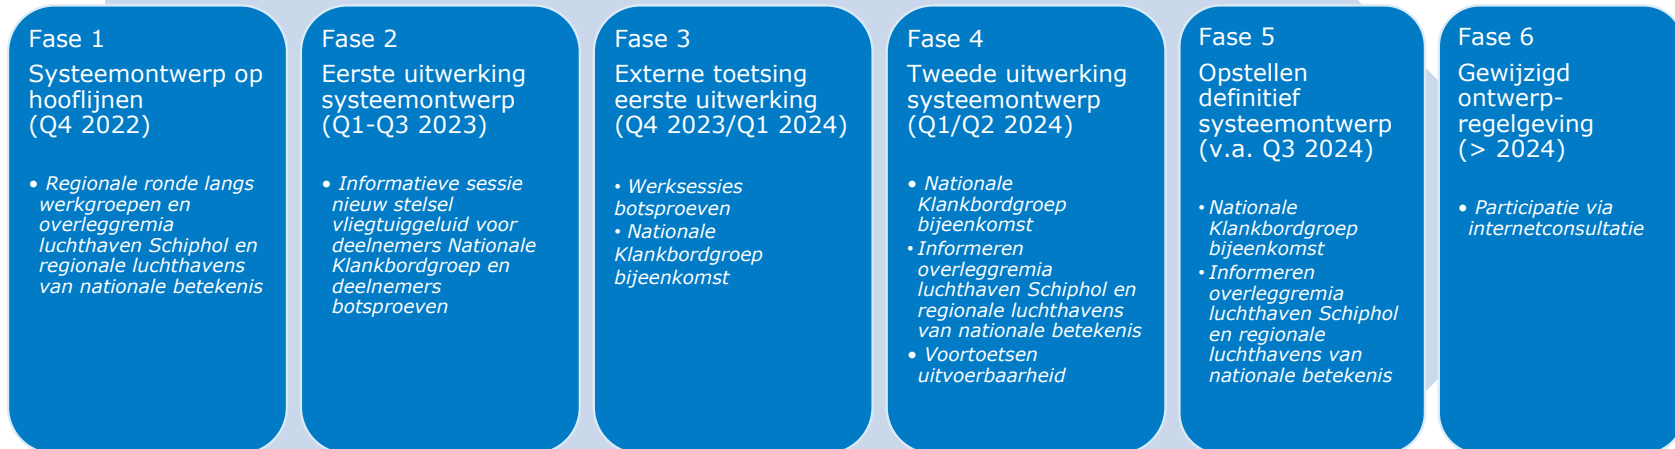 Fase 1
Systeemontwerp op
hooflijnen
(Q4 2022)
• Regionale ronde langs
werkgroepen en
overleggremia
luchthaven Schiphol en
regionale luchthavens
van nationale betekenis
Fase 2
Eerste uitwerking
systeemontwerp
(Q1-Q3 2023)
• Informatieve sessie
nieuw stelsel
vliegtuiggeluid voor
deelnemers Nationale
Klankbordgroep en
deelnemers
botsproeven
Fase 3
Externe toetsing
eerste uitwerking
(Q4 2023/Q1 2024)
• Werksessies
botsproeven
• Nationale
Klankbordgroep
bijeenkomst
Fase 4
Tweede uitwerking
systeemontwerp
(Q1/Q2 2024)
• Nationale
Klankbordgroep
bijeenkomst
• Informeren
overleggremia
luchthaven Schiphol en
regionale luchthavens
van nationale betekenis
• Voortoetsen
uitvoerbaarheid
Fase 5
Opstellen
definitief
systeemontwerp
(v.a. Q3 2024)
• Nationale
Klankbordgroep
bijeenkomst
• Informeren
overleggremia
luchthaven Schiphol
en regionale
luchthavens van
nationale betekenis
Fase 6
Gewijzigd
ontwerp-
regelgeving
(> 2024)
• Participatie via
internetconsultatie